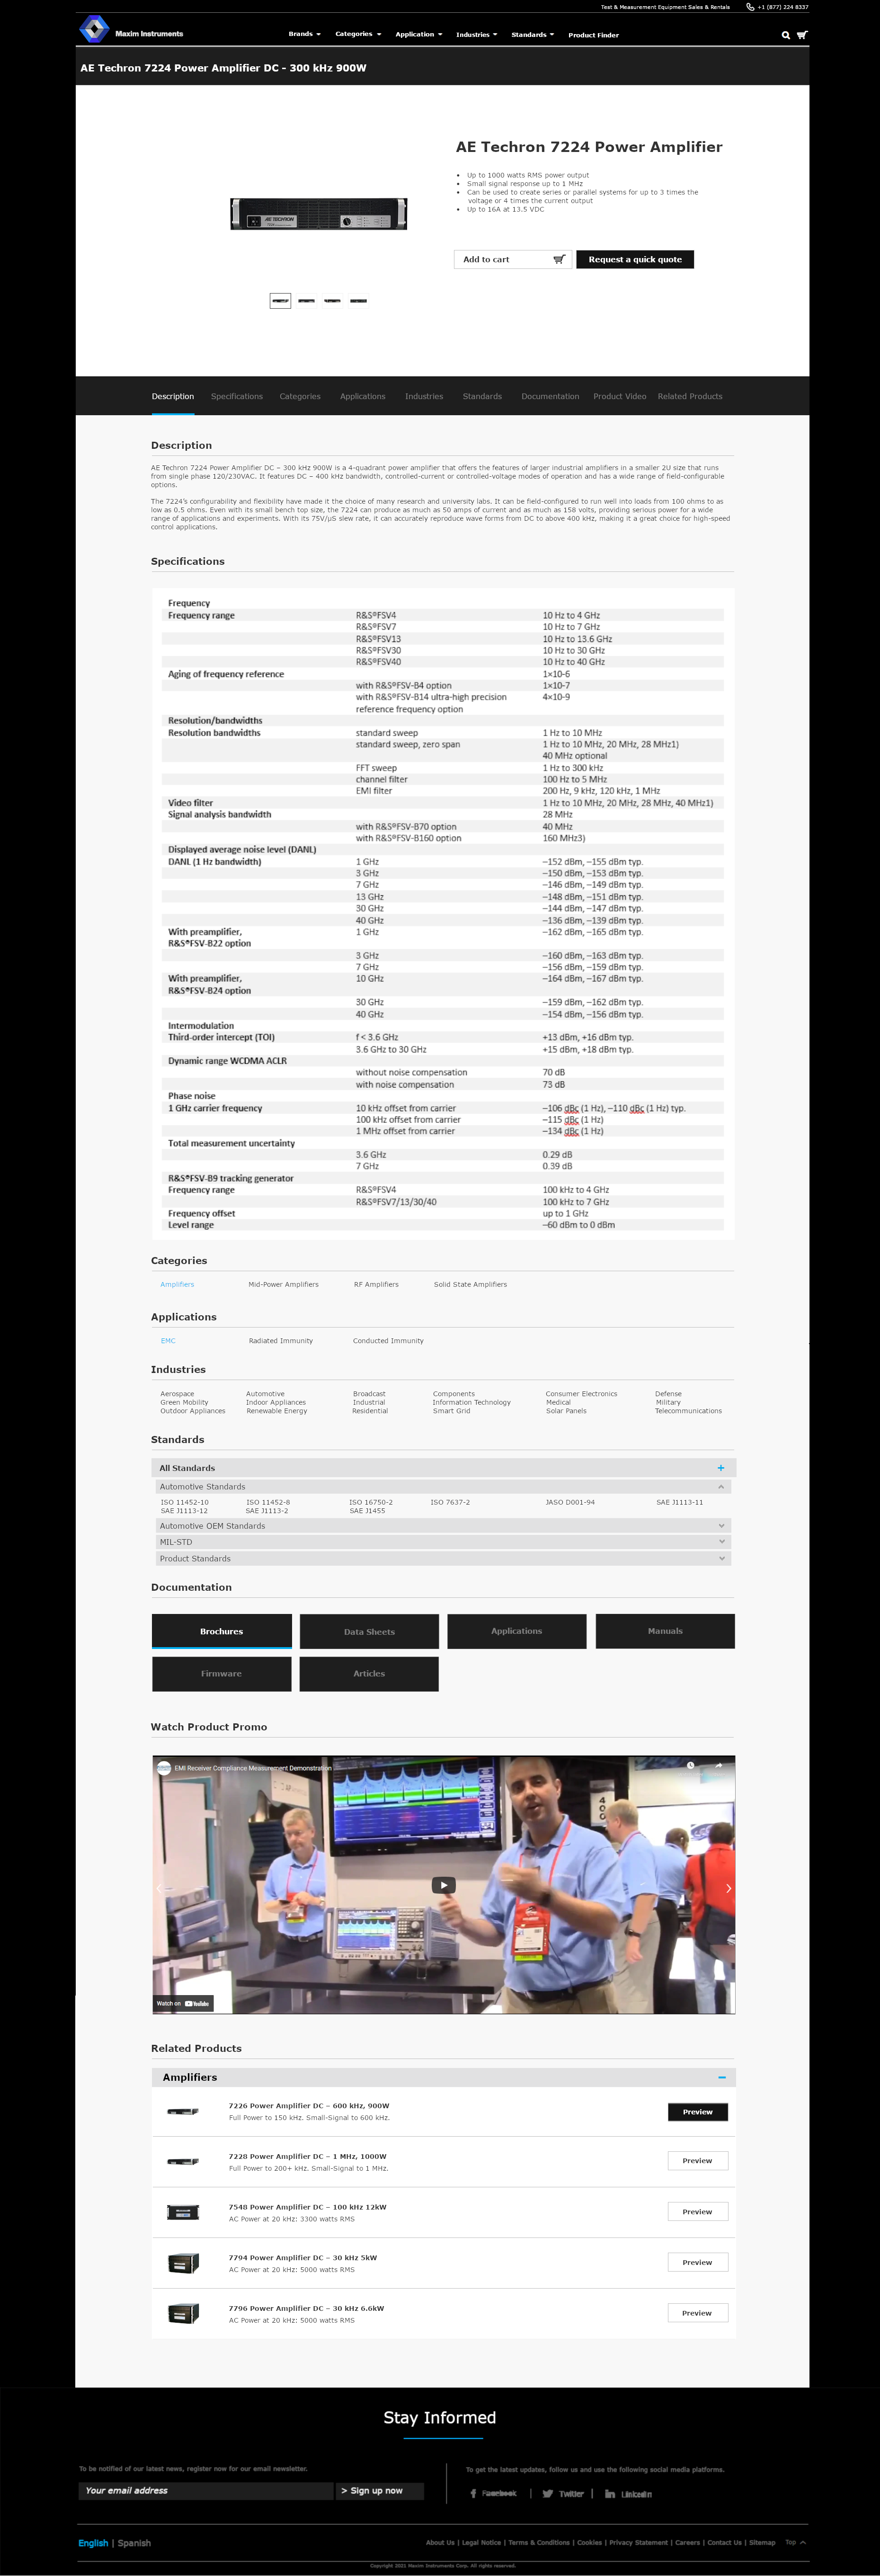 Test & Measurement Equipment Sales & Rentals
+1 (877) 224 8337
Maxim Instruments
Brands
Categories
Application
Industries
Standards
Product Finder
AE Techron 7224 Power Amplifier DC - 300 kHz 900W
AE Techron 7224 Power Amplifier
• Up to 1000 watts RMS power output
• Small signal response up to 1 MHz
• Can be used to create series or parallel systems for up to 3 times the
voltage or 4 times the current output
• Up to 16A at 13.5 VDC
AE TECHRON
Add to cart
Request a quick quote
Description
Specifications
Categories
Applications
Industries
Standards
Documentation
Product Video
Related Products
Description
AE Techron 7224 Power Amplifier DC – 300 kHz 900W is a 4-quadrant power amplifier that offers the features of larger industrial amplifiers in a smaller 2U size that runs
from single phase 120/230VAC. It features DC – 400 kHz bandwidth, controlled-current or controlled-voltage modes of operation and has a wide range of field-configurable
options.
The 7224's configurability and flexibility have made it the choice of many research and university labs. It can be field-configured to run well into loads from 100 ohms to as
low as 0.5 ohms. Even with its small bench top size, the 7224 can produce as much as 50 amps of current and as much as 158 volts, providing serious power for a wide
range of applications and experiments. With its 75V/μS slew rate, it can accurately reproduce wave forms from DC to above 400 kHz, making it a great choice for high-speed
control applications.
Specifications
Frequency
Frequency range R&S®FSV4 10 Hz to 4 GHz
R&S®FSV7 10 Hz to 7 GHz
R&S®FSV13 10 Hz to 13.6 GHz
R&S®FSV30 10 Hz to 30 GHz
R&S®FSV40 10 Hz to 40 GHz
Aging of frequency reference 1×10-6
with R&S®FSV-B4 option 1×10-7
with R&S®FSV-B14 ultra-high precision 4×10-9
reference frequency option
Resolution/bandwidths
Resolution bandwidths standard sweep 1 Hz to 10 MHz
standard sweep, zero span 1 Hz to 10 MHz, 20 MHz, 28 MHz1)
40 MHz optional
FFT sweep 1 Hz to 300 kHz
channel filter 100 Hz to 5 MHz
EMI filter 200 Hz, 9 kHz, 120 kHz, 1 MHz
Video filter 1 Hz to 10 MHz, 20 MHz, 28 MHz, 40 MHz1)
Signal analysis bandwidth 28 MHz
with R&S®FSV-B70 option 40 MHz
with R&S®FSV-B160 option 160 MHz3)
Displayed average noise level (DANL)
DANL (1 Hz bandwidth) 1 GHz –152 dBm, –155 dBm typ.
3 GHz –150 dBm, –153 dBm typ.
7 GHz –146 dBm, –149 dBm typ.
13 GHz –148 dBm, –151 dBm typ.
30 GHz –144 dBm, –147 dBm typ.
40 GHz –136 dBm, –139 dBm typ.
With preamplifier, 1 GHz –162 dBm, –165 dBm typ.
R&S®FSV-B22 option
3 GHz –160 dBm, –163 dBm typ.
7 GHz –156 dBm, –159 dBm typ.
With preamplifier, 10 GHz –164 dBm, –167 dBm typ.
R&S®FSV-B24 option
30 GHz –159 dBm, –162 dBm typ.
40 GHz –154 dBm, –156 dBm typ.
Intermodulation
Third-order intercept (TOI) f < 3.6 GHz +13 dBm, +16 dBm typ.
3.6 GHz to 30 GHz +15 dBm, +18 dBm typ.
Dynamic range WCDMA ACLR
without noise compensation 70 dB
with noise compensation 73 dB
Phase noise
1 GHz carrier frequency 10 kHz offset from carrier –106 dBc (1 Hz), –110 dBc (1 Hz) typ.
100 kHz offset from carrier –115 dBc (1 Hz)
1 MHz offset from carrier –134 dBc (1 Hz)
Total measurement uncertainty
3.6 GHz 0.29 dB
7 GHz 0.39 dB
R&S®FSV-B9 tracking generator
Frequency range R&S®FSV4 100 kHz to 4 GHz
R&S®FSV7/13/30/40 100 kHz to 7 GHz
Frequency offset up to 1 GHz
Level range –60 dBm to 0 dBm
Categories
Amplifiers Mid-Power Amplifiers RF Amplifiers Solid State Amplifiers
Applications
EMC Radiated Immunity Conducted Immunity
Industries
Aerospace Automotive Broadcast Components Consumer Electronics Defense
Green Mobility Indoor Appliances Industrial Information Technology Medical Military
Outdoor Appliances Renewable Energy Residential Smart Grid Solar Panels Telecommunications
Standards
All Standards +
Automotive Standards
ISO 11452-10 ISO 11452-8 ISO 16750-2 ISO 7637-2 JASO D001-94 SAE J1113-11
SAE J1113-12 SAE J1113-2 SAE J1455
Automotive OEM Standards
MIL-STD
Product Standards
Documentation
Brochures
Data Sheets
Applications
Manuals
Firmware
Articles
Watch Product Promo
EMI Receiver Compliance Measurement Demonstration
Watch on YouTube
Related Products
Amplifiers
7226 Power Amplifier DC – 600 kHz, 900W
Full Power to 150 kHz. Small-Signal to 600 kHz.
Preview
7228 Power Amplifier DC – 1 MHz, 1000W
Full Power to 200+ kHz. Small-Signal to 1 MHz.
Preview
7548 Power Amplifier DC – 100 kHz 12kW
AC Power at 20 kHz: 3300 watts RMS
Preview
7794 Power Amplifier DC – 30 kHz 5kW
AC Power at 20 kHz: 5000 watts RMS
Preview
7796 Power Amplifier DC – 30 kHz 6.6kW
AC Power at 20 kHz: 5000 watts RMS
Preview
Stay Informed
To be notified of our latest news, register now for our email newsletter.
Your email address
> Sign up now
To get the latest updates, follow us and use the following social media platforms.
Facebook | Twitter | Linkedin
English | Spanish
About Us | Legal Notice | Terms & Conditions | Cookies | Privacy Statement | Careers | Contact Us | Sitemap
Top
Copyright 2021 Maxim Instruments Corp. All rights reserved.